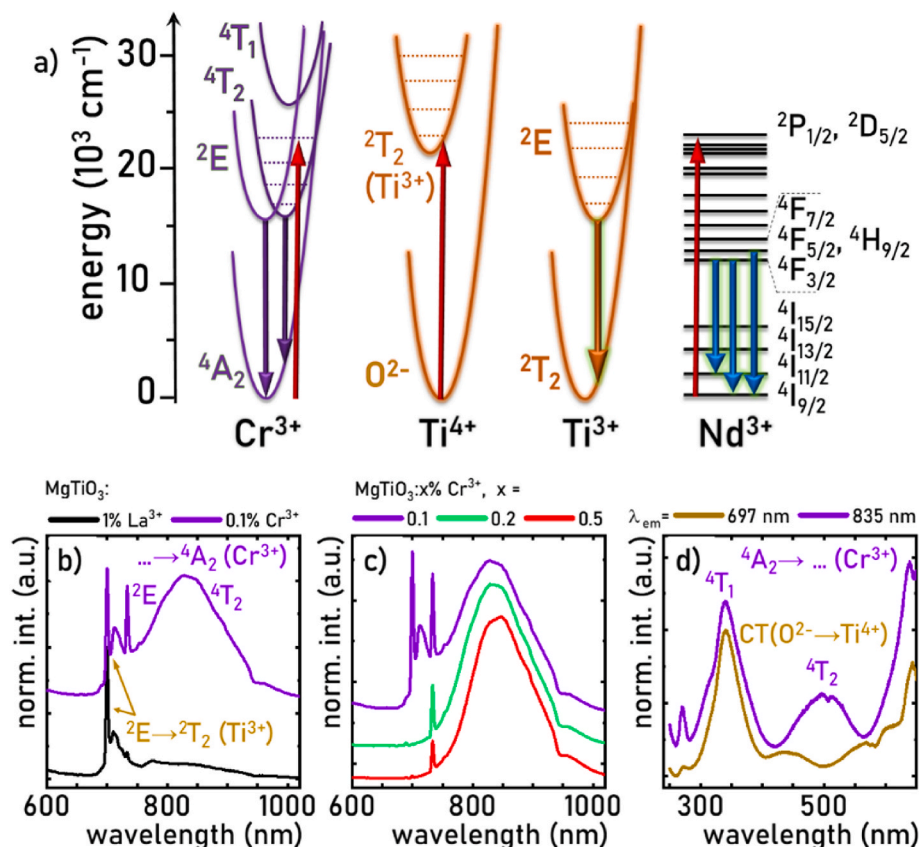 a)
energy (10³ cm⁻¹)
30
20
10
0
⁴T₁
⁴T₂
²E
⁴A₂
Cr³⁺
²T₂
(Ti³⁺)
O²⁻
Ti⁴⁺
²E
²T₂
Ti³⁺
²P₁/₂, ²D₅/₂
⁴F₇/₂
⁴F₅/₂, ⁴H₉/₂
⁴F₃/₂
⁴I₁₅/₂
⁴I₁₃/₂
⁴I₁₁/₂
⁴I₉/₂
Nd³⁺
MgTiO₃:
1% La³⁺ 0.1% Cr³⁺
b)
...→⁴A₂ (Cr³⁺)
²E ⁴T₂
²E→²T₂ (Ti³⁺)
norm. int. (a.u.)
600 800 1000
wavelength (nm)
MgTiO₃:x% Cr³⁺, x =
0.1 0.2 0.5
c)
norm. int. (a.u.)
600 800 1000
wavelength (nm)
λem= 697 nm 835 nm
d)
⁴A₂→ ... (Cr³⁺)
⁴T₁
CT(O²⁻→Ti⁴⁺)
⁴T₂
norm. int. (a.u.)
300 500
wavelength (nm)